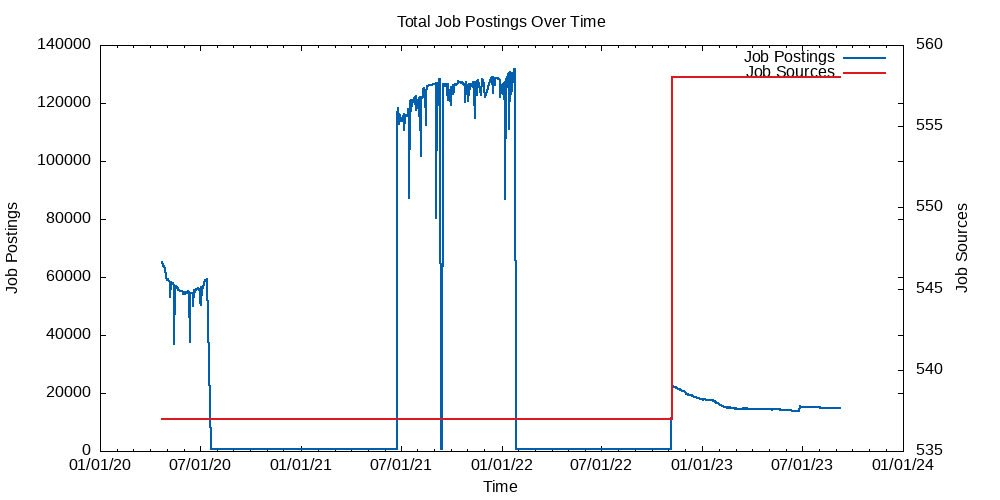 Total Job Postings Over Time
140000
120000
100000
80000
60000
40000
20000
0
Job Postings
560
555
550
545
540
535
Job Sources
Job Postings
Job Sources
01/01/20 07/01/20 01/01/21 07/01/21 01/01/22 07/01/22 01/01/23 07/01/23 01/01/24
Time